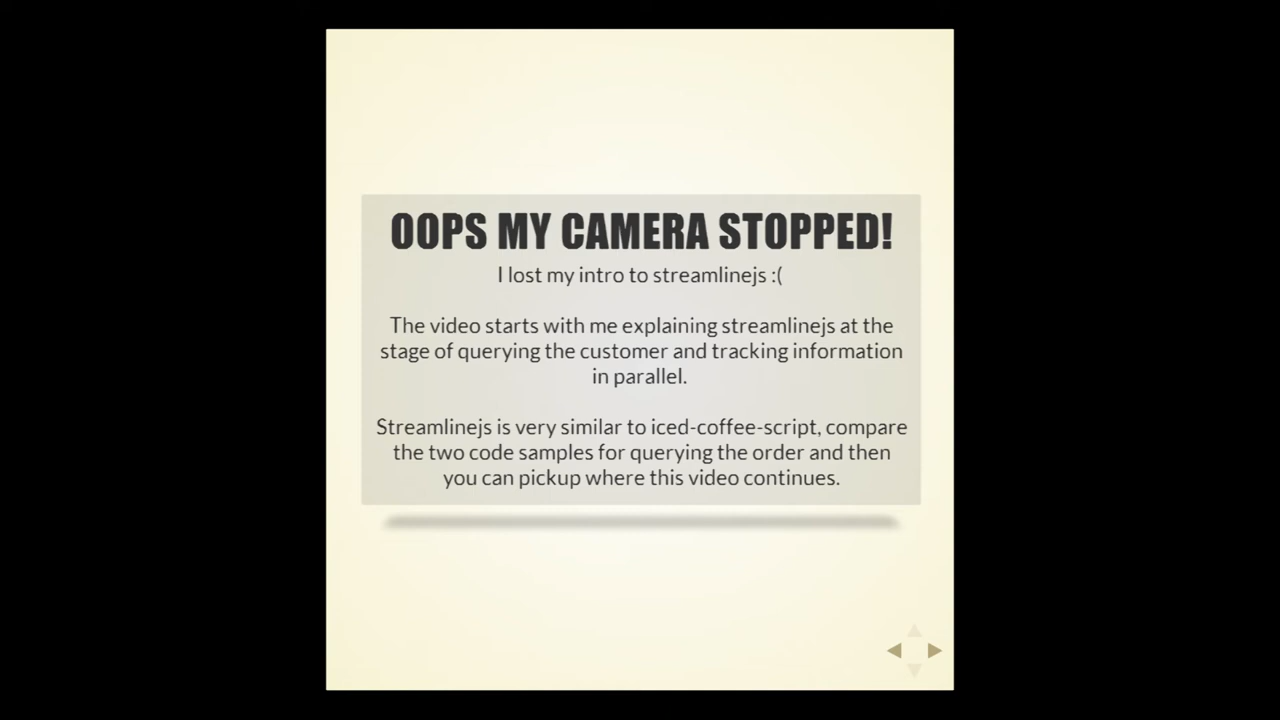 OOPS MY CAMERA STOPPED!
I lost my intro to streamlinejs :(
The video starts with me explaining streamlinejs at the
stage of querying the customer and tracking information
in parallel.
Streamlinejs is very similar to iced-coffee-script, compare
the two code samples for querying the order and then
you can pickup where this video continues.